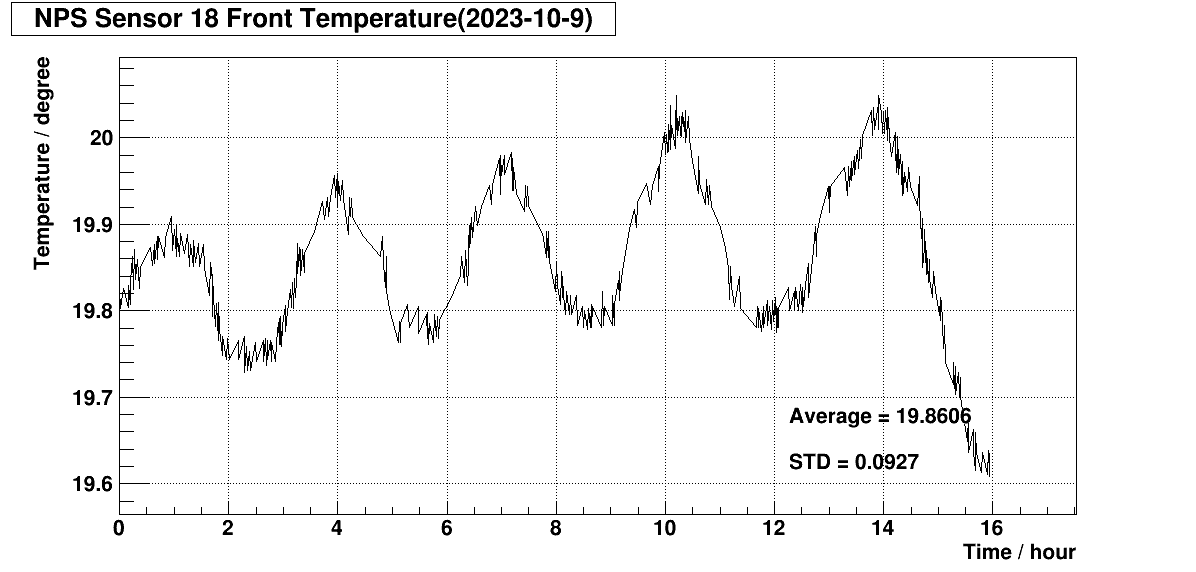 NPS Sensor 18 Front Temperature(2023-10-9)
Temperature / degree
20
19.9
19.8
19.7
19.6
Average = 19.8606
STD = 0.0927
0 2 4 6 8 10 12 14 16
Time / hour